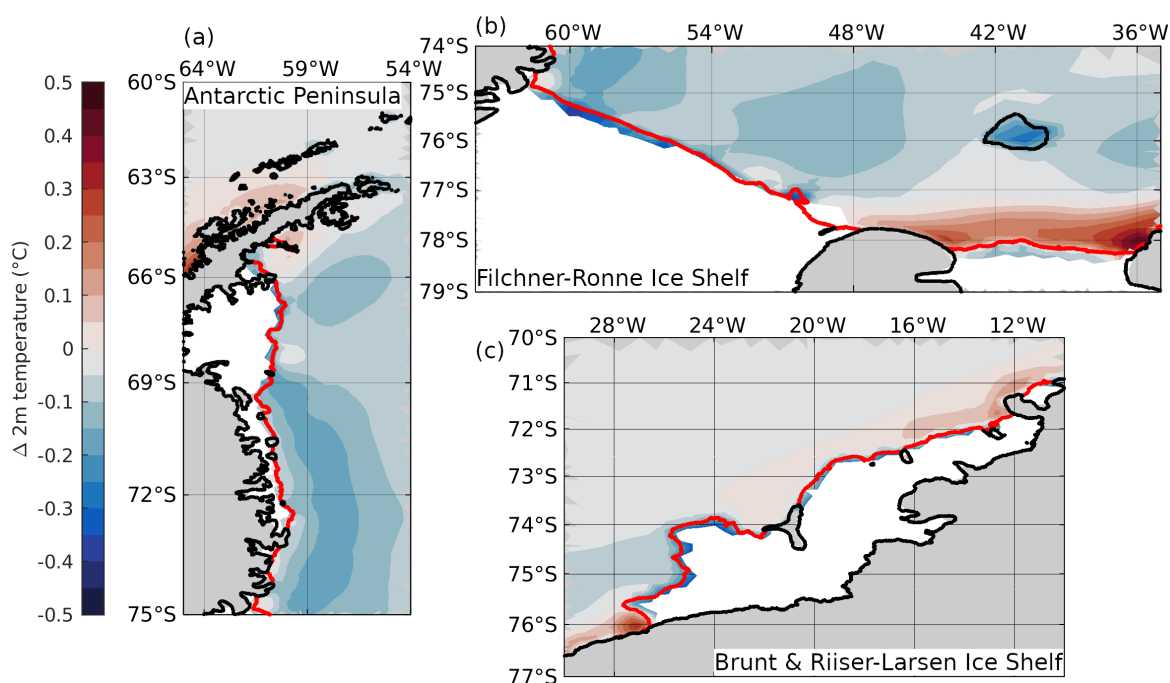 (a)
64°W 59°W 54°W
60°S
Antarctic Peninsula
63°S
66°S
69°S
72°S
75°S
0.5
0.4
0.3
0.2
0.1
0
-0.1
-0.2
-0.3
-0.4
-0.5
Δ 2m temperature (°C)
(b)
60°W 54°W 48°W 42°W 36°W
74°S
75°S
76°S
77°S
78°S
79°S
Filchner-Ronne Ice Shelf
(c)
28°W 24°W 20°W 16°W 12°W
70°S
71°S
72°S
73°S
74°S
75°S
76°S
77°S
Brunt & Riiser-Larsen Ice Shelf